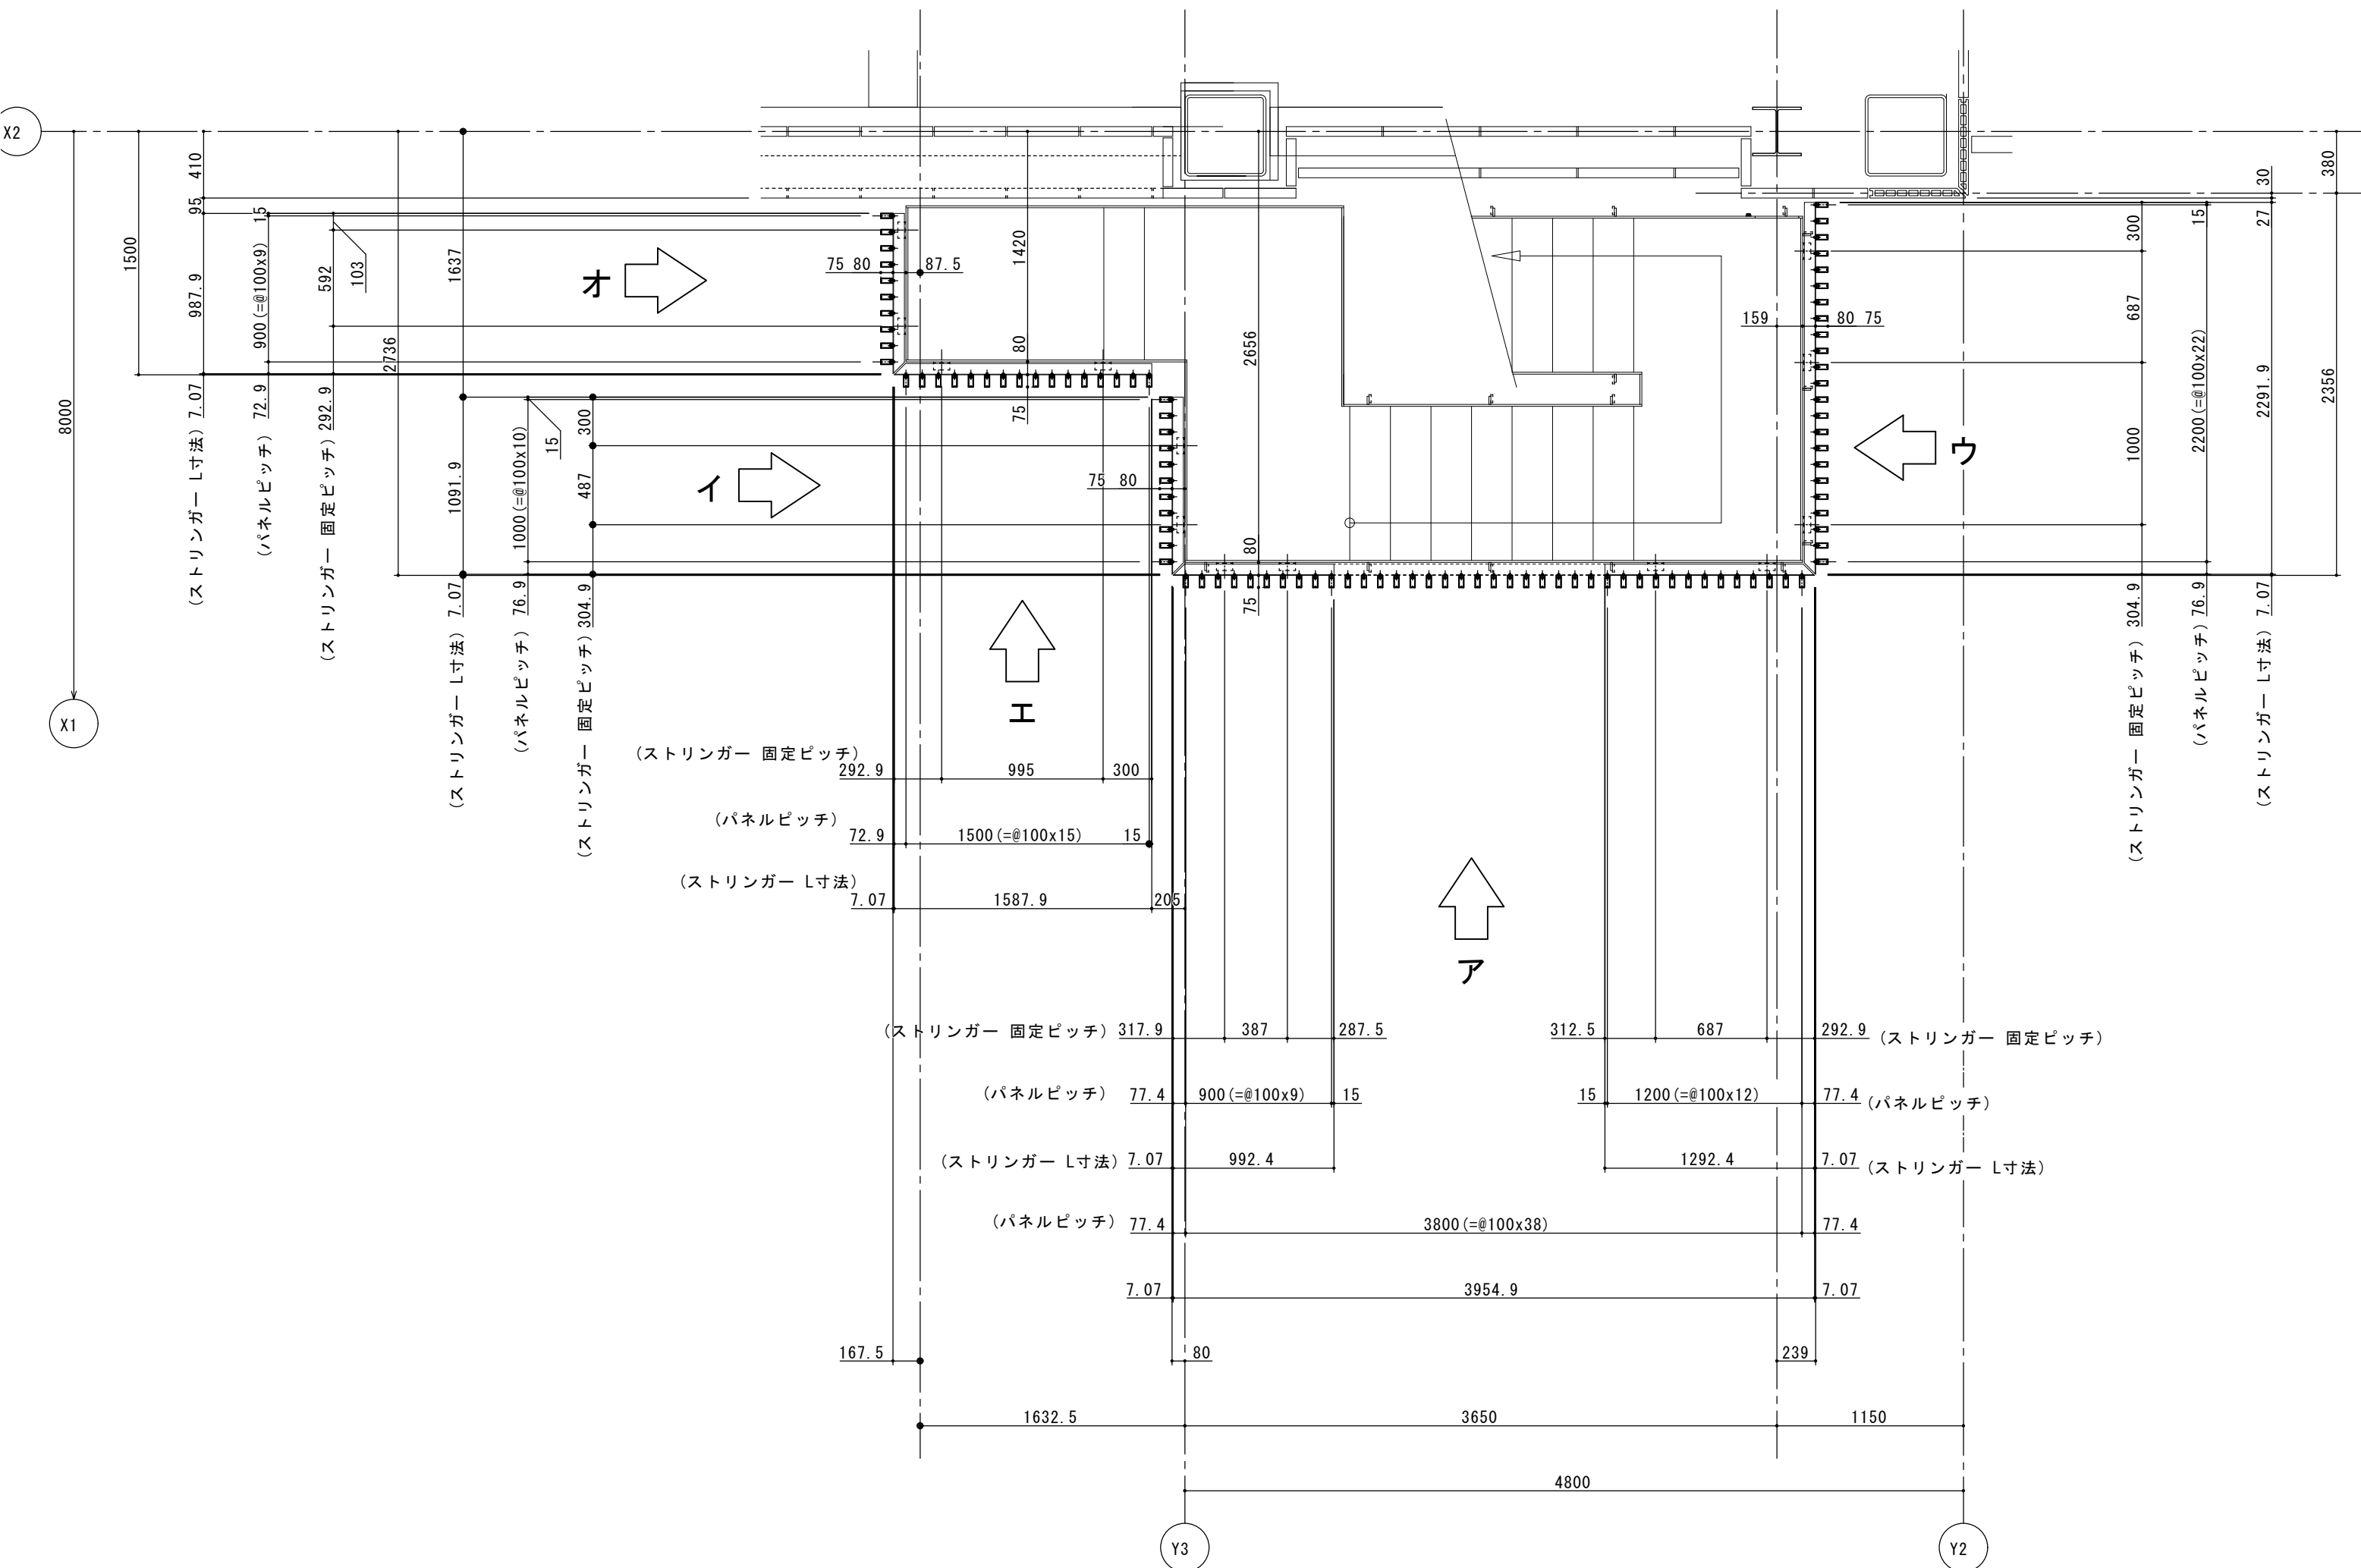 X2
X1
8000
1500
410
95
987.9
(ストリンガー L寸法) 7.07
15
900(=@100x9)
(パネルピッチ) 72.9
103
592
(ストリンガー 固定ピッチ) 292.9
2736
1637
1091.9
(ストリンガー L寸法) 7.07
15
1000(=@100x10)
(パネルピッチ) 76.9
300
487
(ストリンガー 固定ピッチ) 304.9
オ
イ
75 80
87.5
1420
80
75
2656
80
75
75 80
159
80 75
ウ
エ
ア
300
687
1000
(ストリンガー 固定ピッチ) 304.9
15
2200(=@100x22)
(パネルピッチ) 76.9
30
27
2291.9
(ストリンガー L寸法) 7.07
380
2356
(ストリンガー 固定ピッチ)
292.9 995 300
(パネルピッチ)
72.9 1500(=@100x15) 15
(ストリンガー L寸法)
7.07 1587.9 205
(ストリンガー 固定ピッチ) 317.9 387 287.5
312.5 687 292.9 (ストリンガー 固定ピッチ)
(パネルピッチ) 77.4 900(=@100x9) 15
15 1200(=@100x12) 77.4 (パネルピッチ)
(ストリンガー L寸法) 7.07 992.4
1292.4 7.07 (ストリンガー L寸法)
(パネルピッチ) 77.4 3800(=@100x38) 77.4
7.07 3954.9 7.07
167.5 80 239
1632.5 3650 1150
4800
Y3 Y2